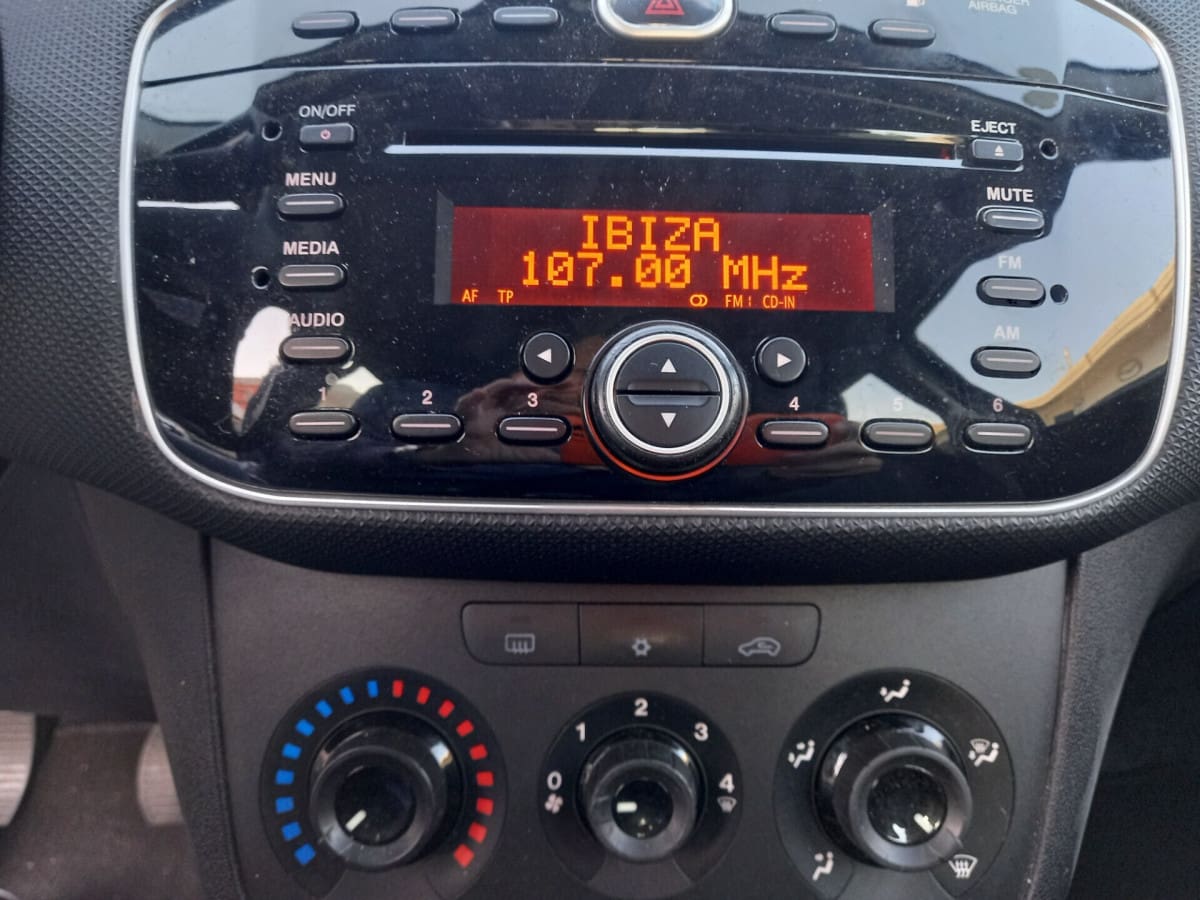 AIRBAG
ON/OFF
EJECT
MENU
MUTE
MEDIA
FM
AUDIO
AM
IBIZA
107.00 MHz
AF TP FM1 CD-IN
1 2 3 4 5 6
0 1 2 3 4